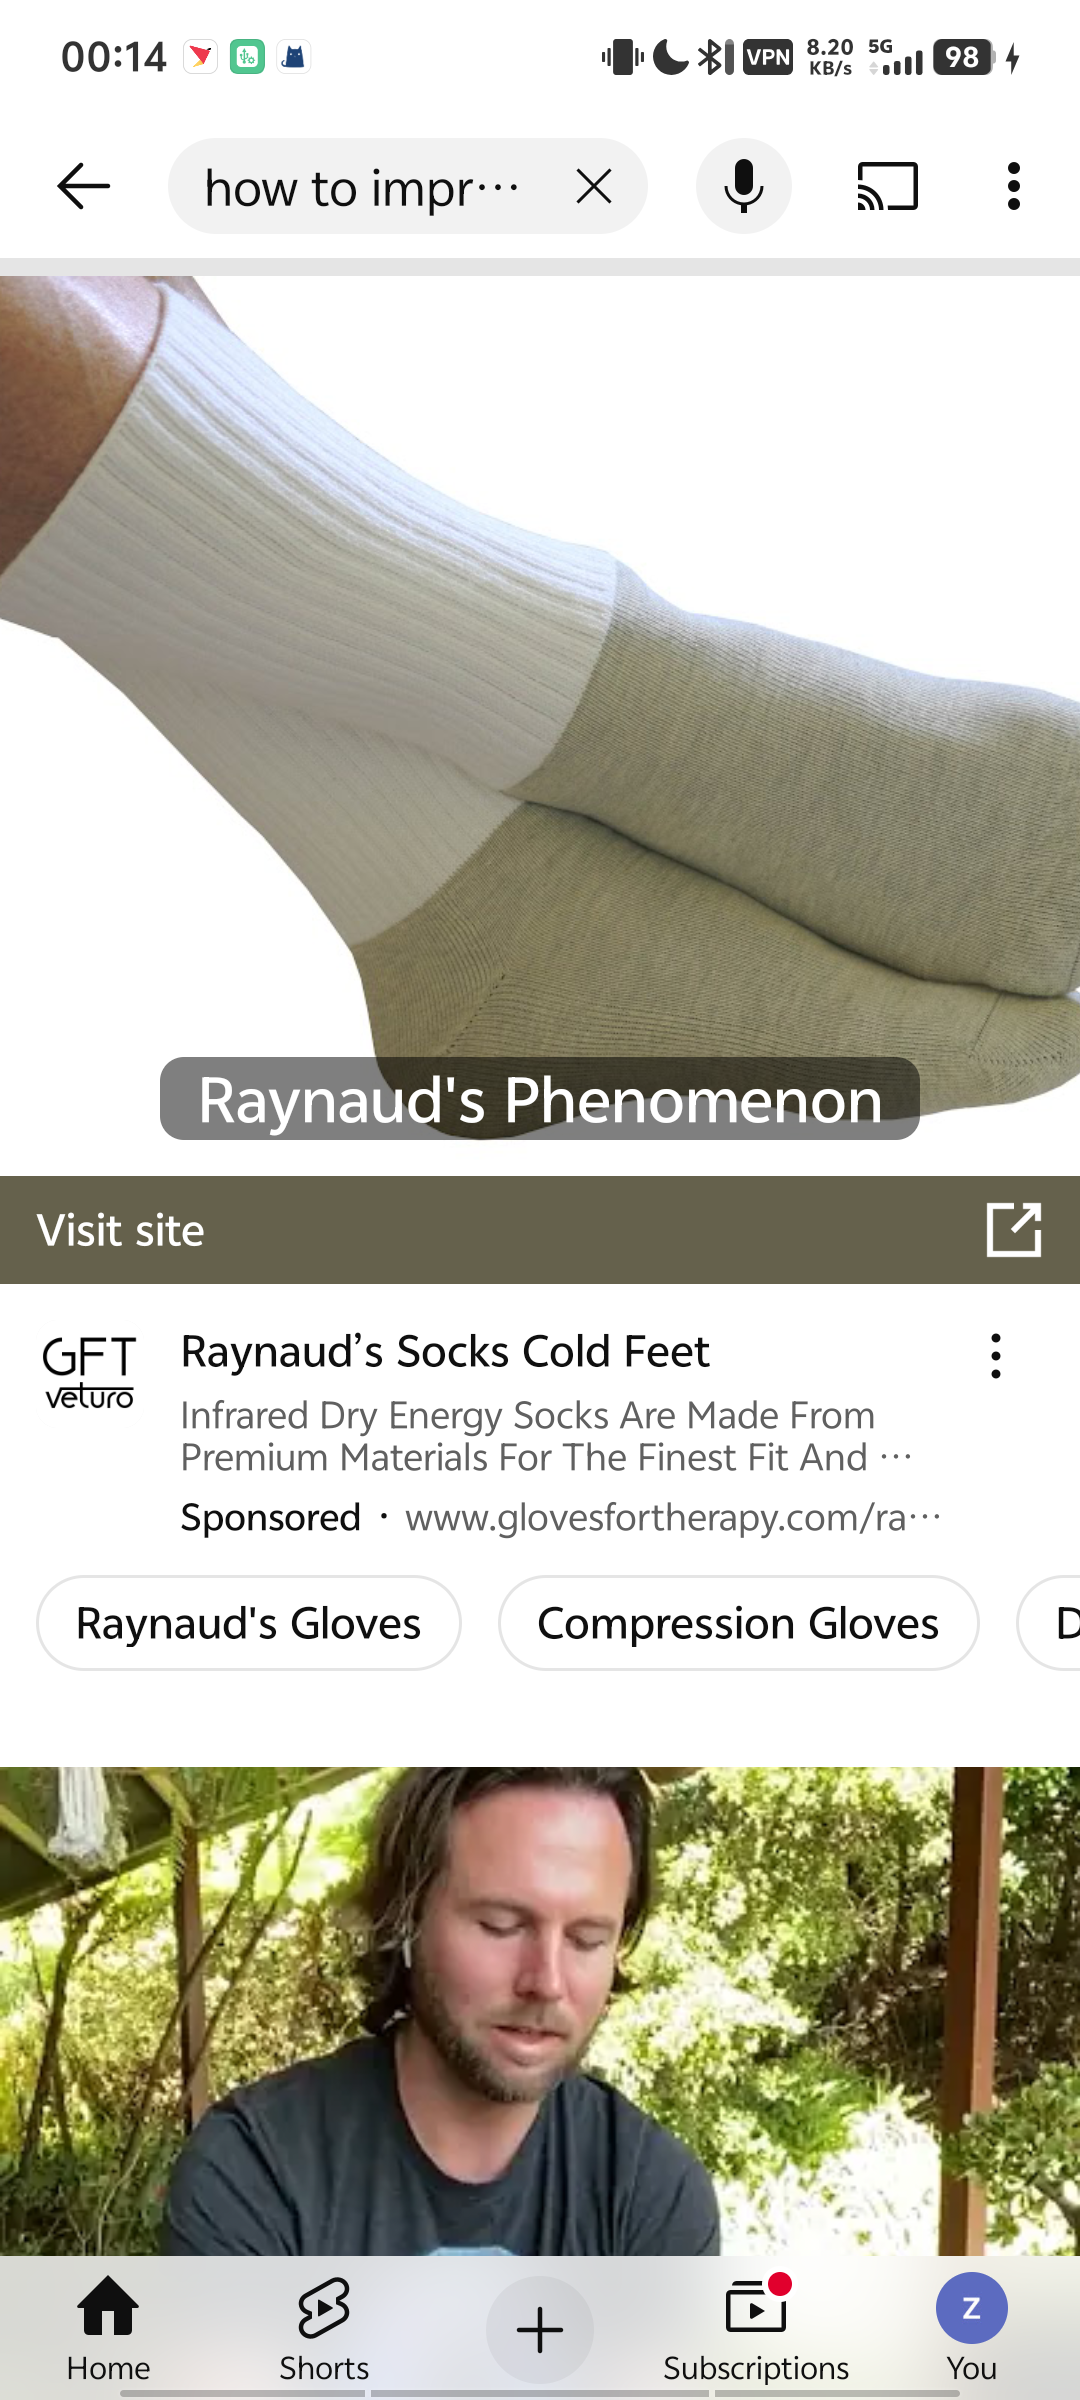 00:14
VPN
8.20
KB/s
5G
98
how to impr···
Raynaud's Phenomenon
Visit site
GFT
veturo
Raynaud’s Socks Cold Feet
Infrared Dry Energy Socks Are Made From
Premium Materials For The Finest Fit And ···
Sponsored · www.glovesfortherapy.com/ra···
Raynaud's Gloves
Compression Gloves
D
Home
Shorts
Subscriptions
Z
You